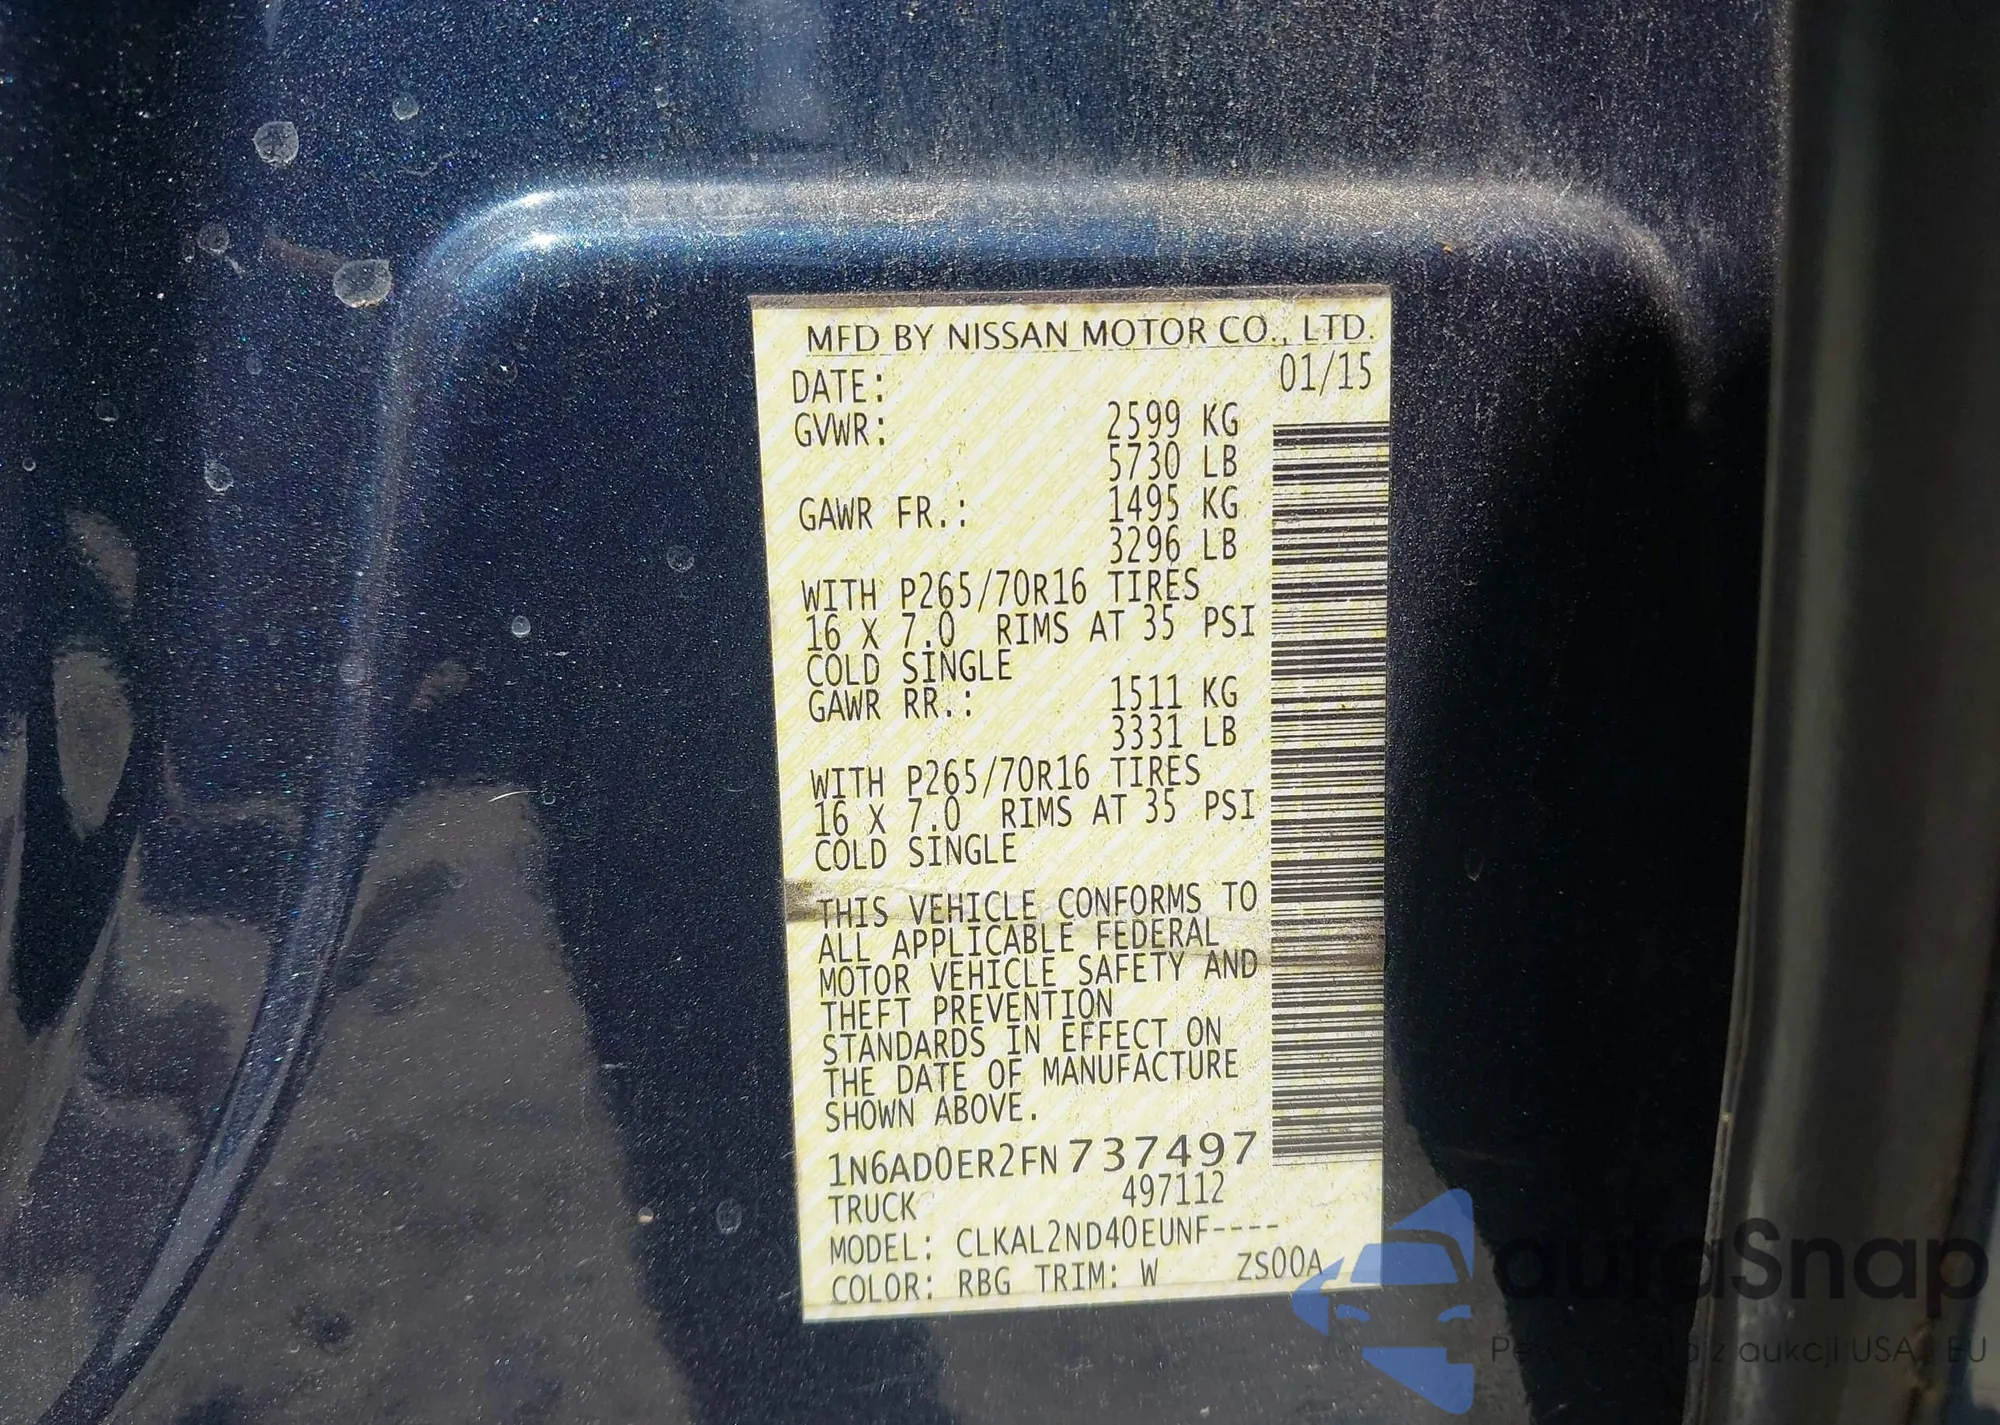 MFD BY NISSAN MOTOR CO., LTD.
DATE: 01/15
GVWR: 2599 KG
5730 LB
GAWR FR.: 1495 KG
3296 LB
WITH P265/70R16 TIRES
16 X 7.0 RIMS AT 35 PSI
COLD SINGLE
GAWR RR.: 1511 KG
3331 LB
WITH P265/70R16 TIRES
16 X 7.0 RIMS AT 35 PSI
COLD SINGLE
THIS VEHICLE CONFORMS TO
ALL APPLICABLE FEDERAL
MOTOR VEHICLE SAFETY AND
THEFT PREVENTION
STANDARDS IN EFFECT ON
THE DATE OF MANUFACTURE
SHOWN ABOVE.
1N6AD0ER2FN737497
TRUCK 497112
MODEL: CLKAL2ND40EUNF----
COLOR: RBG TRIM: W ZS00A
autoSnap
z aukcji USA EU